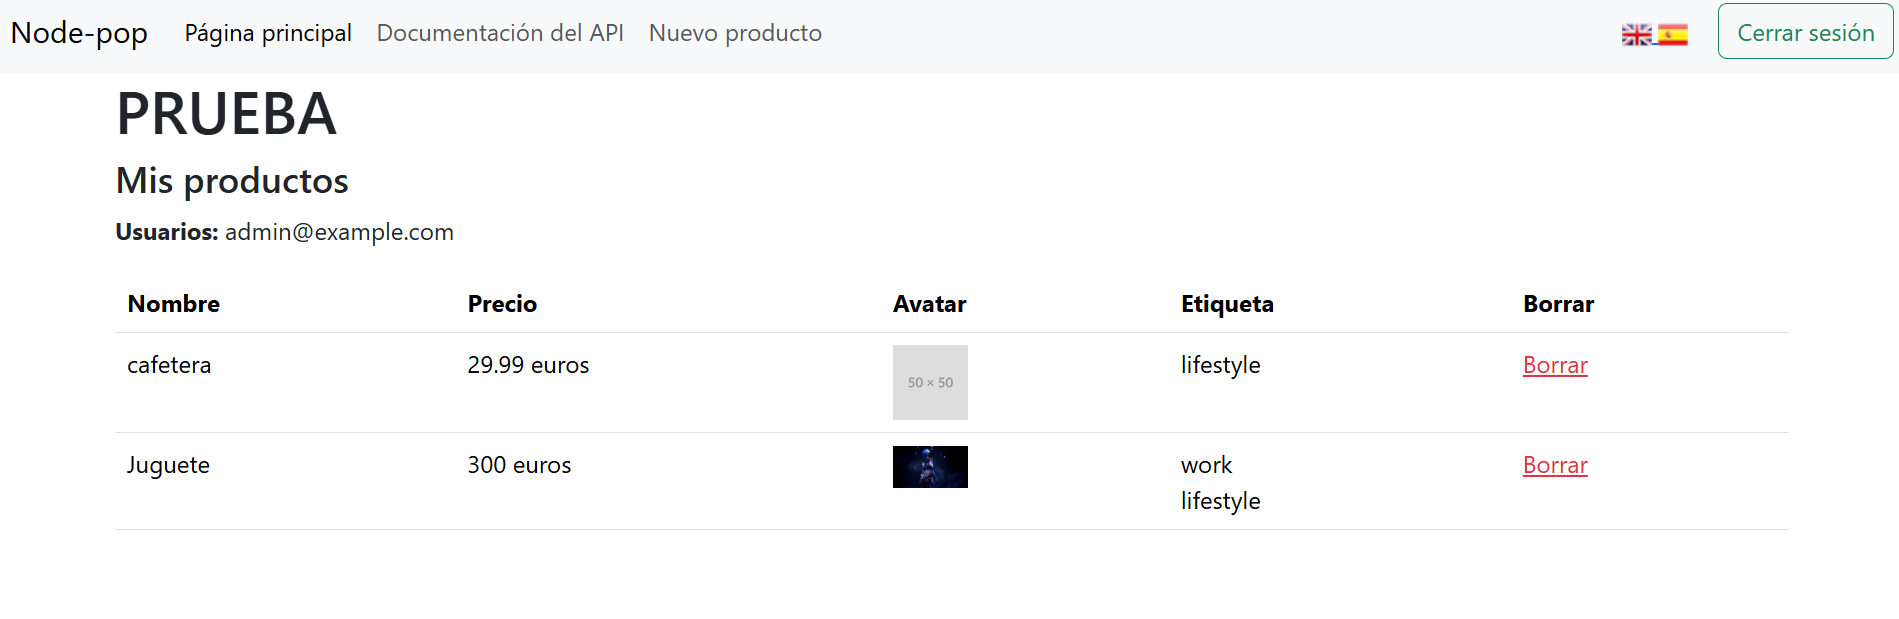 Node-pop Página principal Documentación del API Nuevo producto Cerrar sesión
PRUEBA
Mis productos
Usuarios: admin@example.com
Nombre Precio Avatar Etiqueta Borrar
cafetera 29.99 euros 50 × 50 lifestyle Borrar
Juguete 300 euros work Borrar
lifestyle